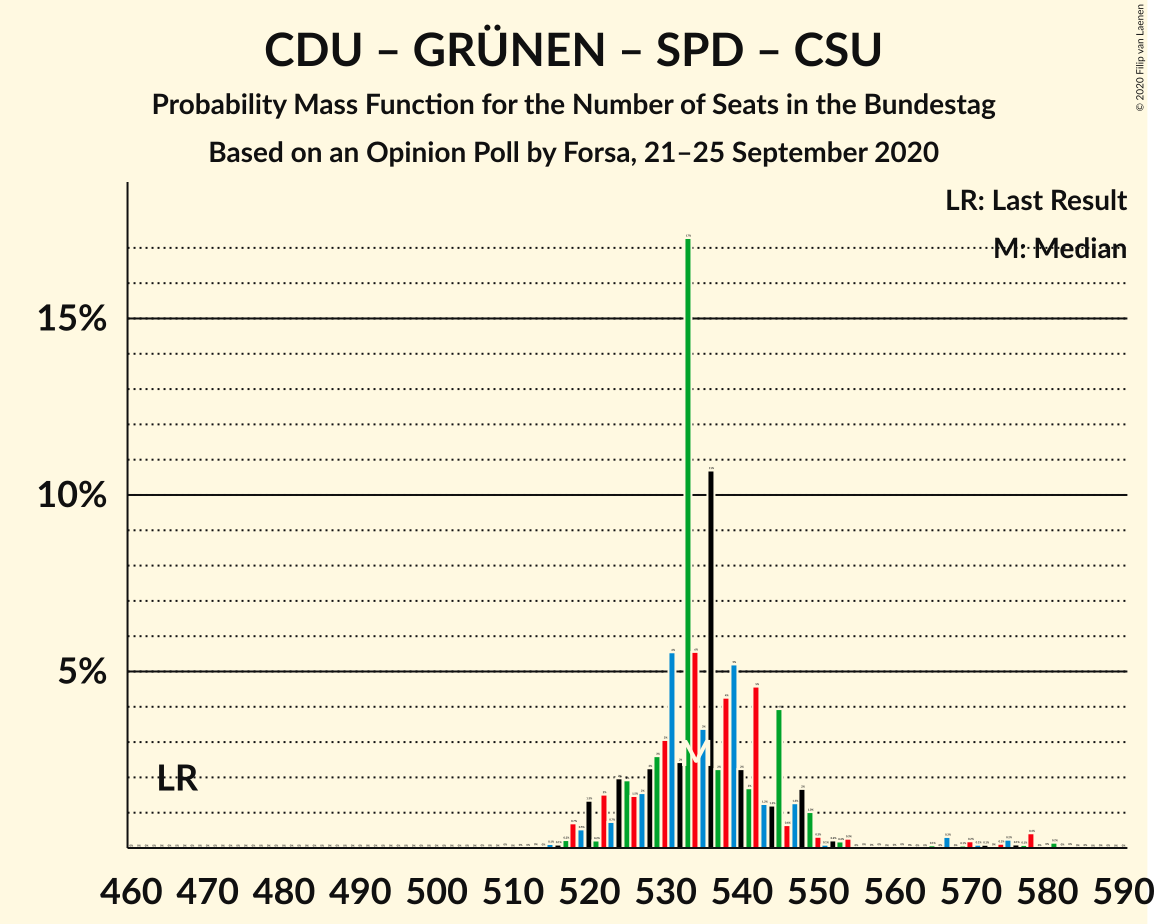 CDU – GRÜNEN – SPD – CSU
Probability Mass Function for the Number of Seats in the Bundestag
Based on an Opinion Poll by Forsa, 21–25 September 2020
© 2020 Filip van Laenen
LR: Last Result
M: Median
15%
10%
5%
LR
M
460 470 480 490 500 510 520 530 540 550 560 570 580 590